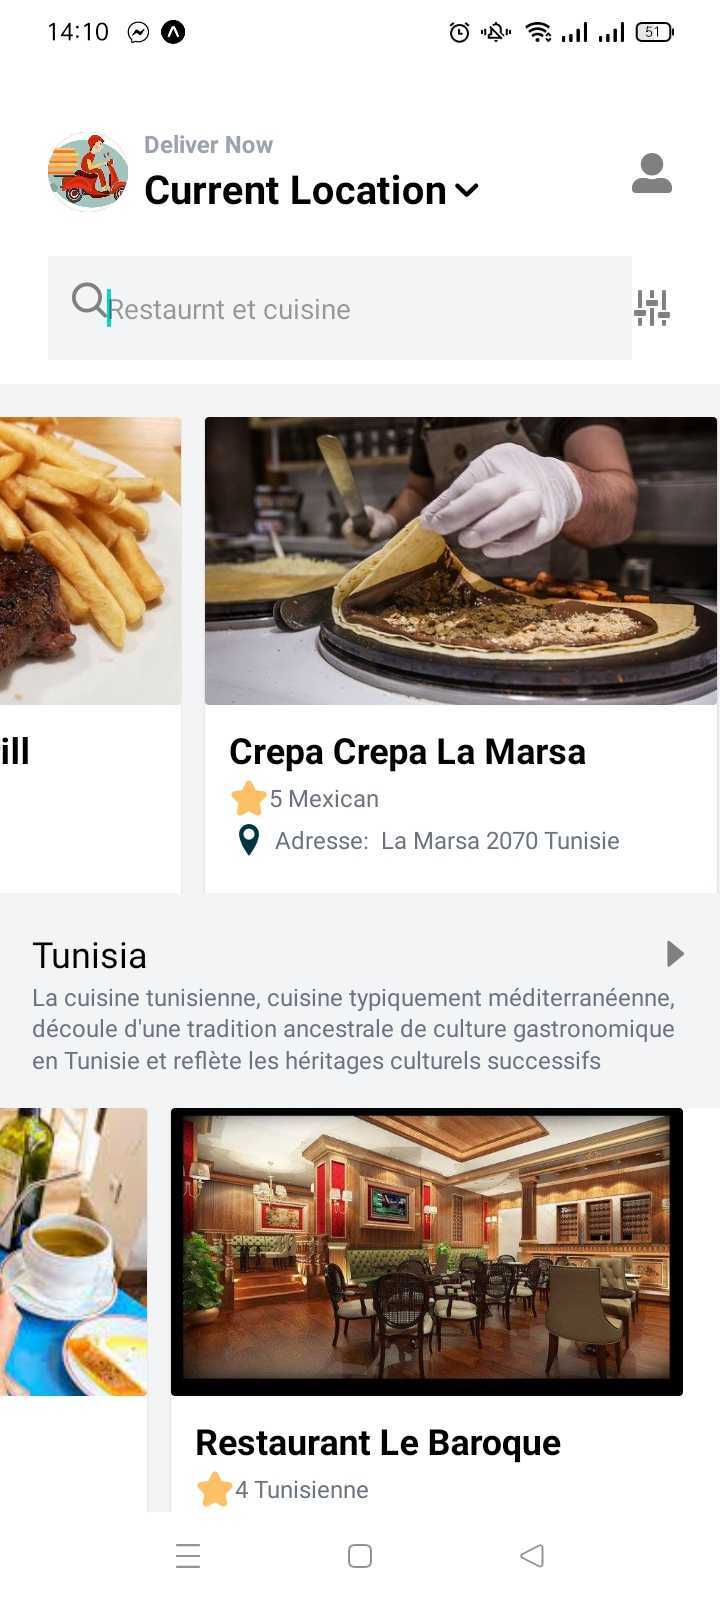 14:10
51
Deliver Now
Current Location
Restaurnt et cuisine
ill
Crepa Crepa La Marsa
5 Mexican
Adresse: La Marsa 2070 Tunisie
Tunisia
La cuisine tunisienne, cuisine typiquement méditerranéenne,
découle d'une tradition ancestrale de culture gastronomique
en Tunisie et reflète les héritages culturels successifs
Restaurant Le Baroque
4 Tunisienne